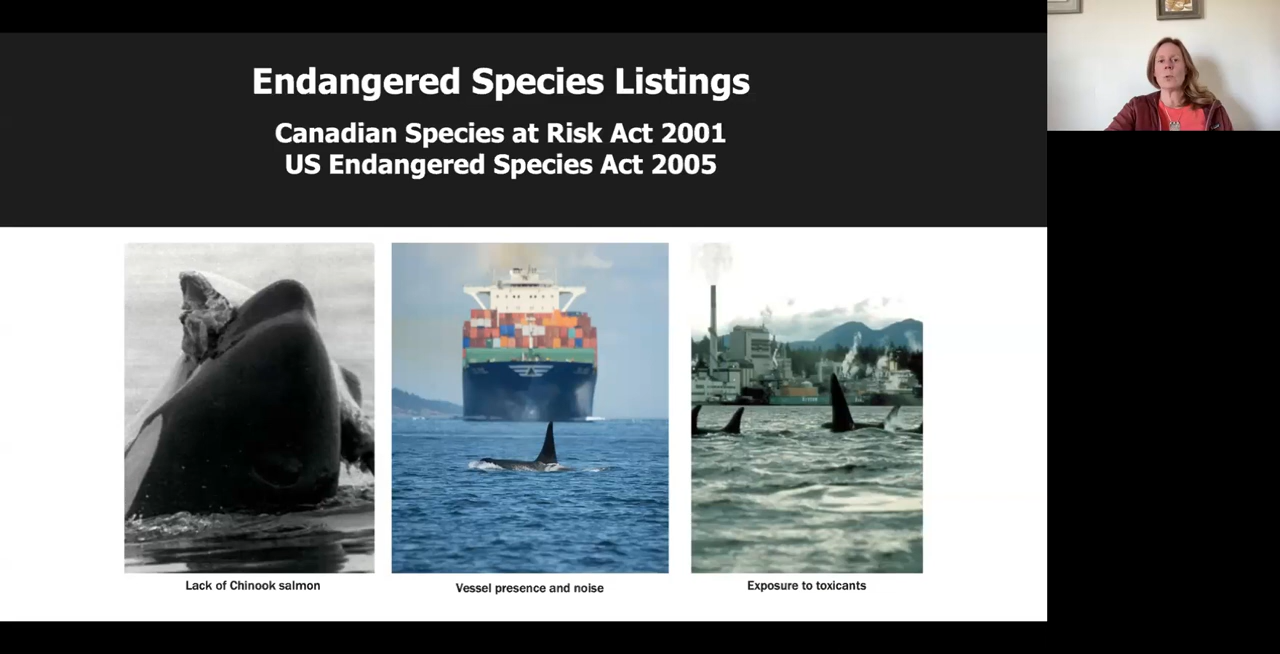 Endangered Species Listings
Canadian Species at Risk Act 2001
US Endangered Species Act 2005
Lack of Chinook salmon
Vessel presence and noise
Exposure to toxicants